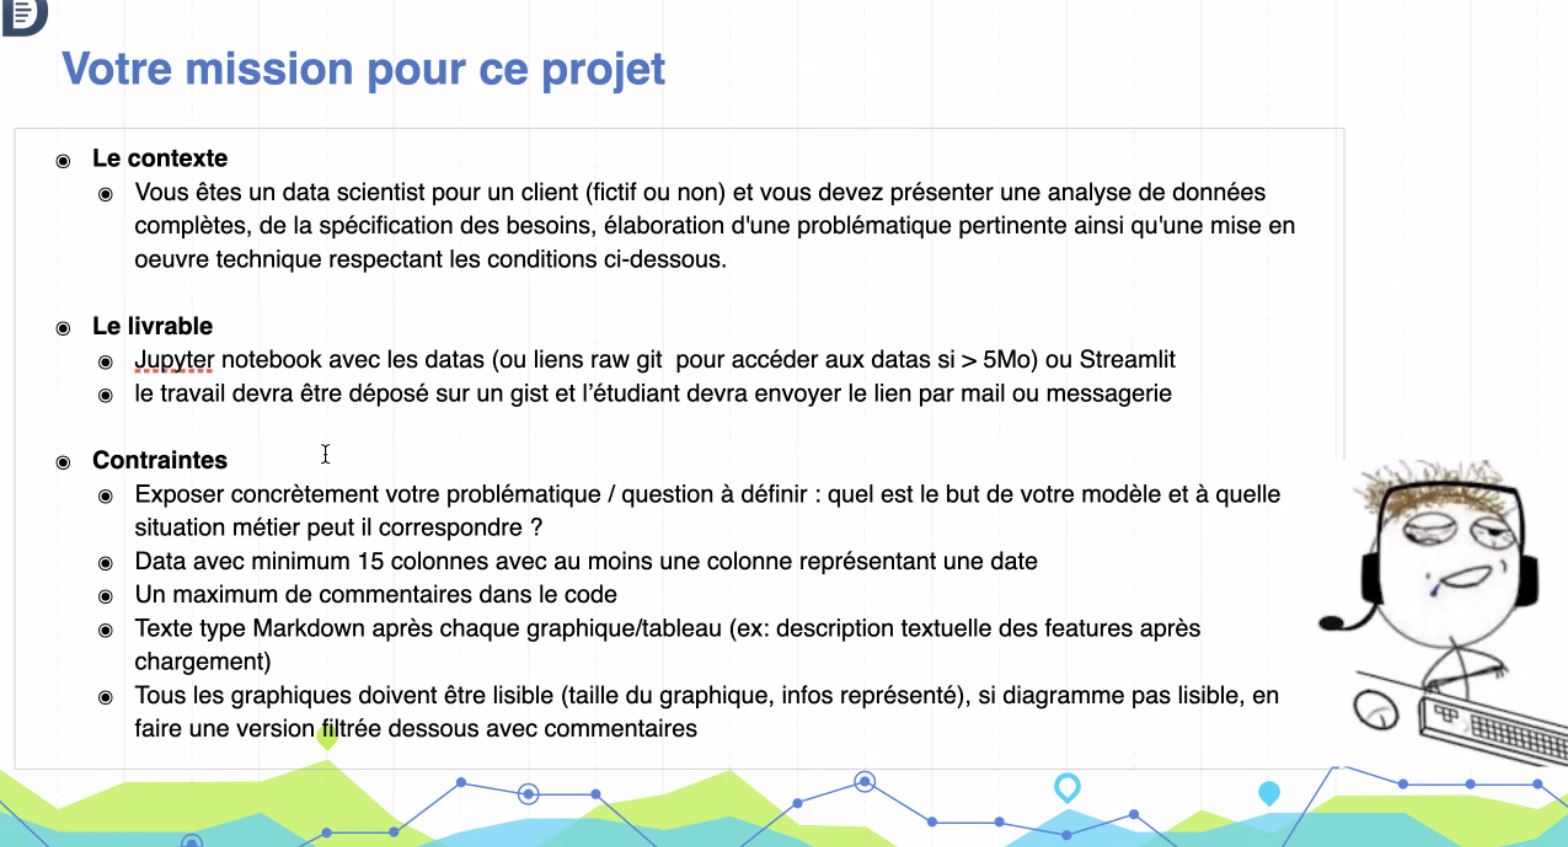 Votre mission pour ce projet
Le contexte
Vous êtes un data scientist pour un client (fictif ou non) et vous devez présenter une analyse de données
complètes, de la spécification des besoins, élaboration d'une problématique pertinente ainsi qu'une mise en
oeuvre technique respectant les conditions ci-dessous.
Le livrable
Jupyter notebook avec les datas (ou liens raw git  pour accéder aux datas si > 5Mo) ou Streamlit
le travail devra être déposé sur un gist et l'étudiant devra envoyer le lien par mail ou messagerie
Contraintes
Exposer concrètement votre problématique / question à définir : quel est le but de votre modèle et à quelle
situation métier peut il correspondre ?
Data avec minimum 15 colonnes avec au moins une colonne représentant une date
Un maximum de commentaires dans le code
Texte type Markdown après chaque graphique/tableau (ex: description textuelle des features après
chargement)
Tous les graphiques doivent être lisible (taille du graphique, infos représenté), si diagramme pas lisible, en
faire une version filtrée dessous avec commentaires